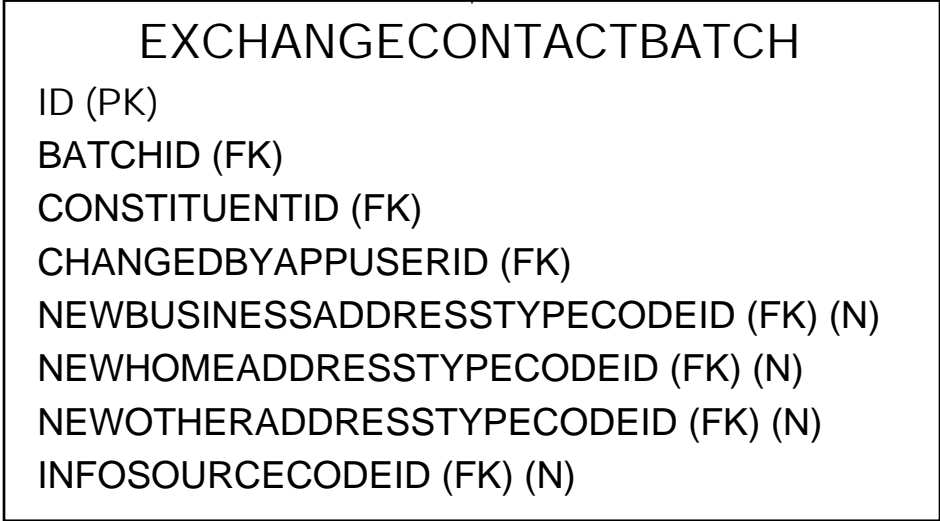 EXCHANGECONTACTBATCH
ID (PK)
BATCHID (FK)
CONSTITUENTID (FK)
CHANGEDBYAPPUSERID (FK)
NEWBUSINESSADDRESSTYPECODEID (FK) (N)
NEWHOMEADDRESSTYPECODEID (FK) (N)
NEWOTHERADDRESSTYPECODEID (FK) (N)
INFOSOURCECODEID (FK) (N)